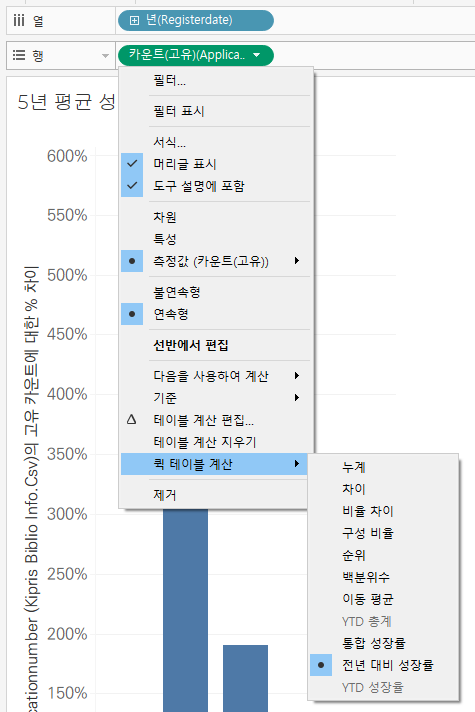 열
년(Registerdate)
행
카운트(고유)(Applica..
5년 평균 성
필터...
필터 표시
서식...
머리글 표시
도구 설명에 포함
차원
특성
측정값 (카운트(고유))
불연속형
연속형
선반에서 편집
다음을 사용하여 계산
기준
테이블 계산 편집...
테이블 계산 지우기
퀵 테이블 계산
제거
누계
차이
비율 차이
구성 비율
순위
백분위수
이동 평균
YTD 총계
통합 성장률
전년 대비 성장률
YTD 성장률
600%
550%
500%
450%
400%
350%
300%
250%
200%
150%
cationnumber (Kipris Biblio Info.Csv)의 고유 카운트에 대한 % 차이